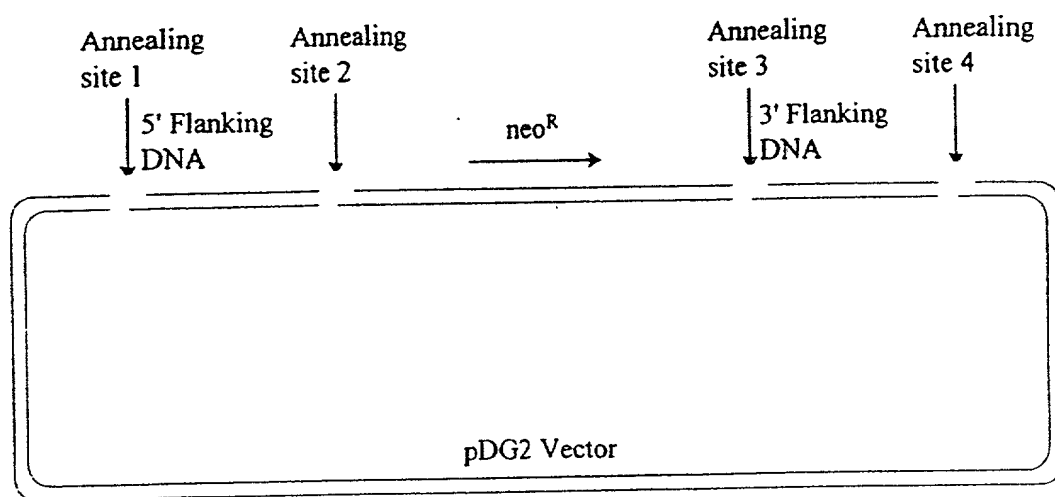 Annealing
site 1
Annealing
site 2
Annealing
site 3
Annealing
site 4
5' Flanking
DNA
neoᴿ
3' Flanking
DNA
pDG2 Vector